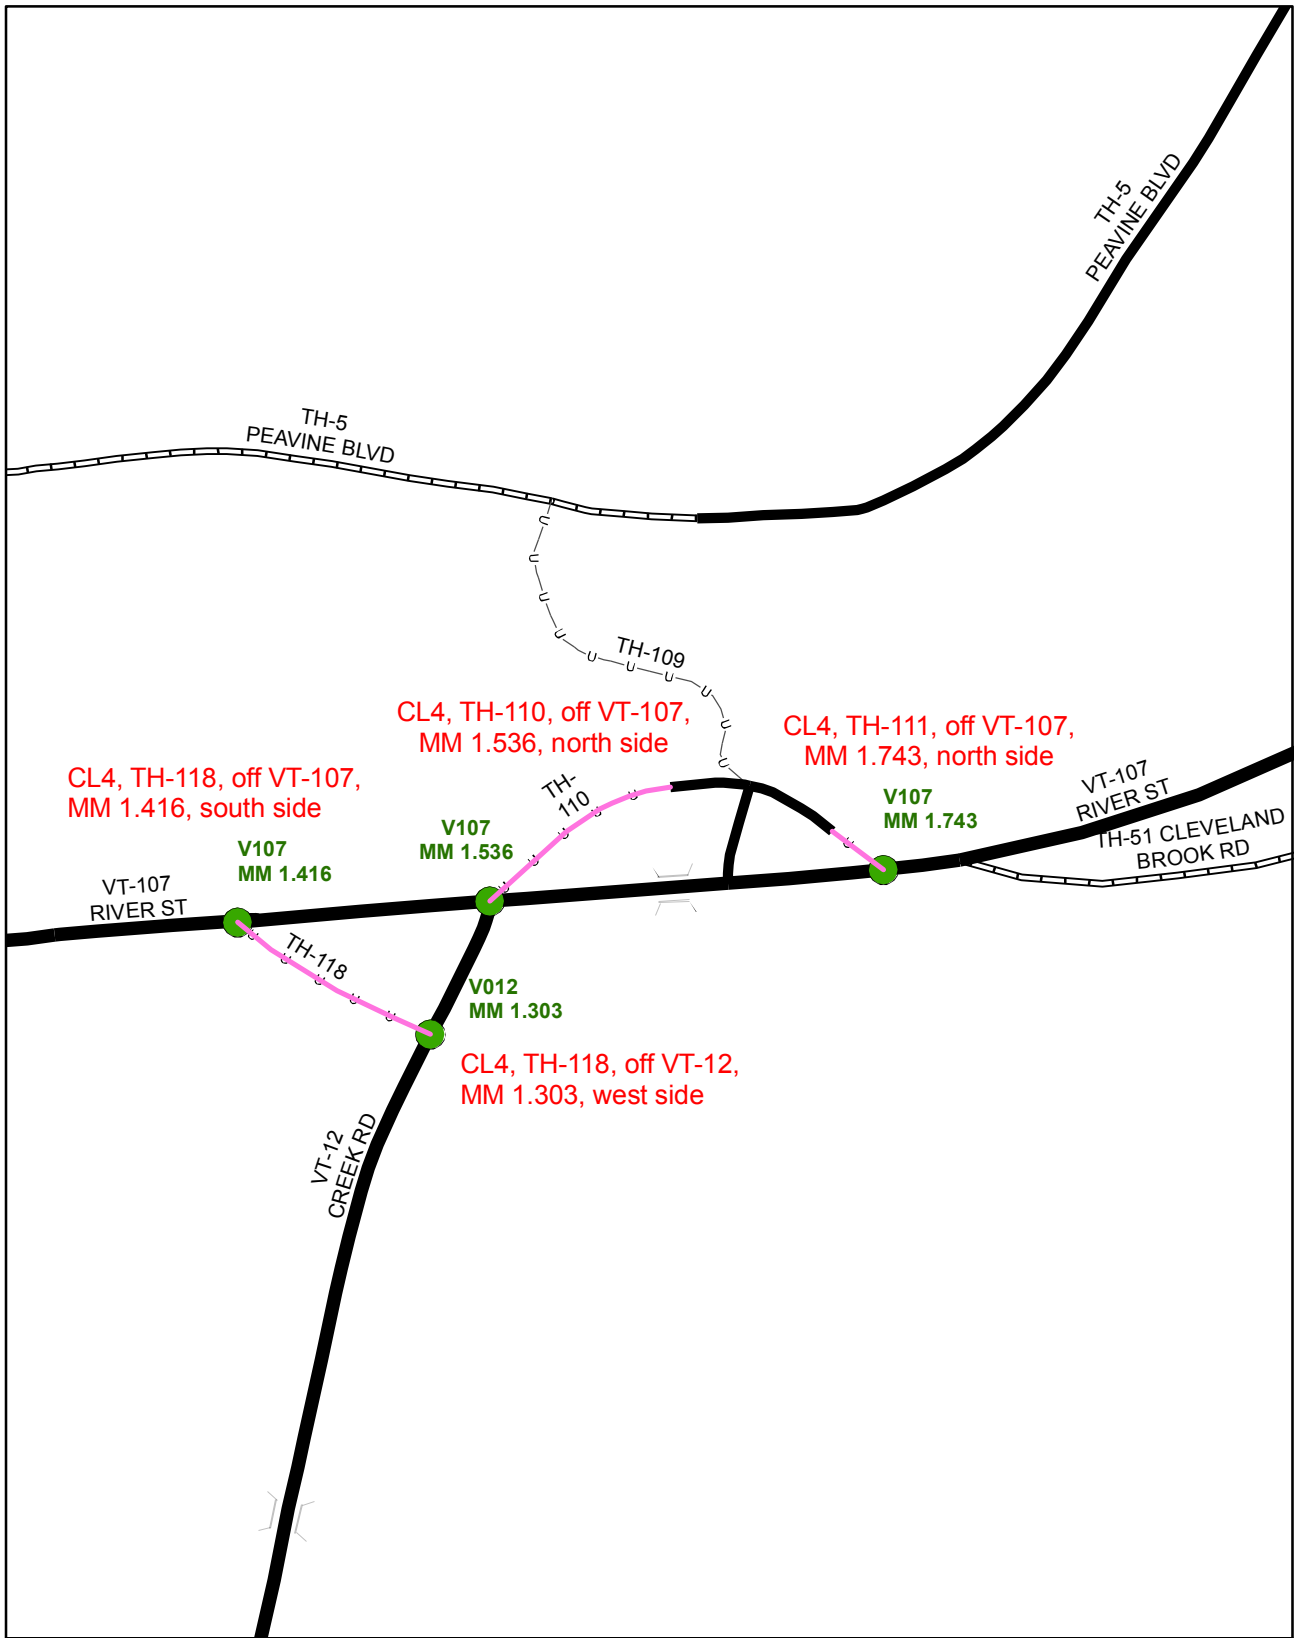 TH-5
PEAVINE BLVD
TH-5
PEAVINE BLVD
TH-109
CL4, TH-110, off VT-107,
MM 1.536, north side
CL4, TH-111, off VT-107,
MM 1.743, north side
CL4, TH-118, off VT-107,
MM 1.416, south side
TH-
110
VT-107
RIVER ST
V107
MM 1.743
V107
MM 1.536
V107
MM 1.416
TH-51 CLEVELAND
BROOK RD
VT-107
RIVER ST
TH-118
V012
MM 1.303
CL4, TH-118, off VT-12,
MM 1.303, west side
VT-12
CREEK RD